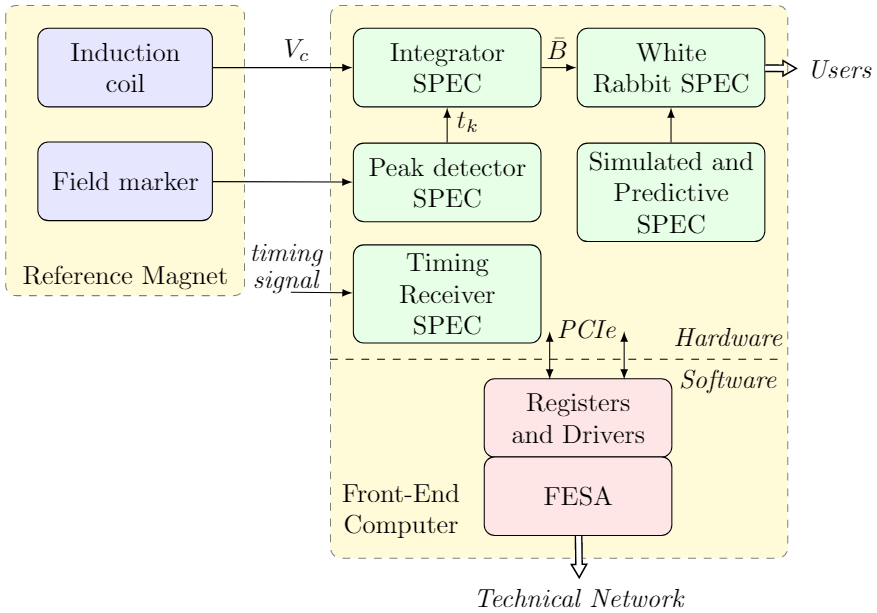 Induction
coil
V_c
Integrator
SPEC
B̄
White
Rabbit SPEC
Users
Field marker
t_k
Peak detector
SPEC
Simulated and
Predictive
SPEC
Reference Magnet
timing
signal
Timing
Receiver
SPEC
PCIe
Hardware
Software
Registers
and Drivers
Front-End
Computer
FESA
Technical Network